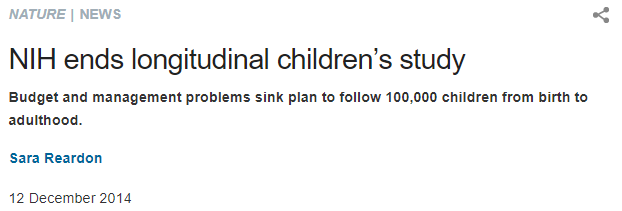 NATURE | NEWS
NIH ends longitudinal children’s study
Budget and management problems sink plan to follow 100,000 children from birth to
adulthood.
Sara Reardon
12 December 2014